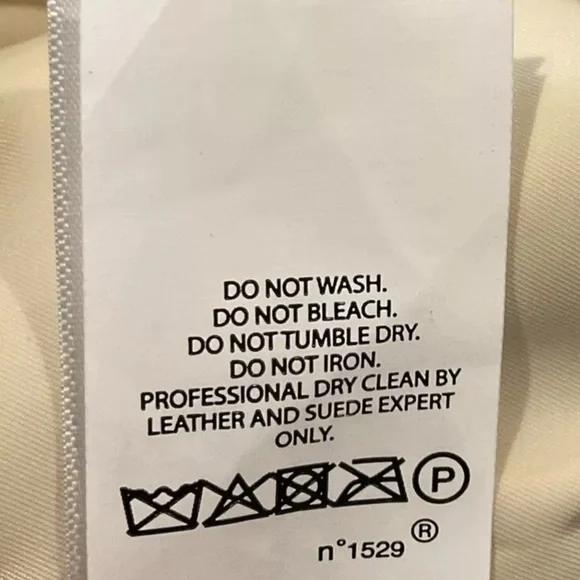 DO NOT WASH.
DO NOT BLEACH.
DO NOT TUMBLE DRY.
DO NOT IRON.
PROFESSIONAL DRY CLEAN BY
LEATHER AND SUEDE EXPERT
ONLY.
P
n°1529 ®